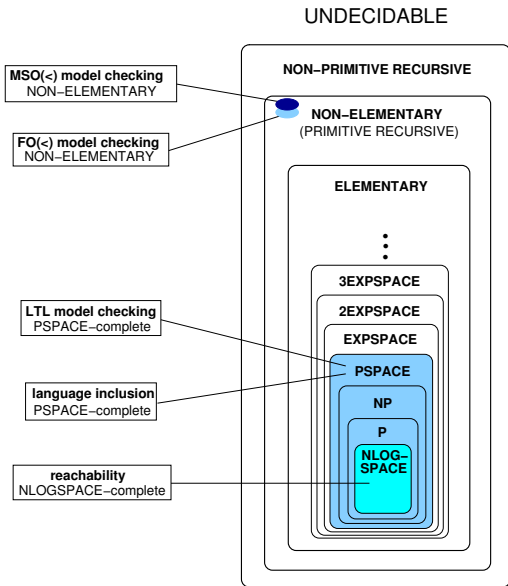 UNDECIDABLE
NON−PRIMITIVE RECURSIVE
MSO(<) model checking
NON−ELEMENTARY
NON−ELEMENTARY
(PRIMITIVE RECURSIVE)
FO(<) model checking
NON−ELEMENTARY
ELEMENTARY
3EXPSPACE
2EXPSPACE
EXPSPACE
LTL model checking
PSPACE−complete
PSPACE
language inclusion
PSPACE−complete
NP
P
NLOG−
SPACE
reachability
NLOGSPACE−complete